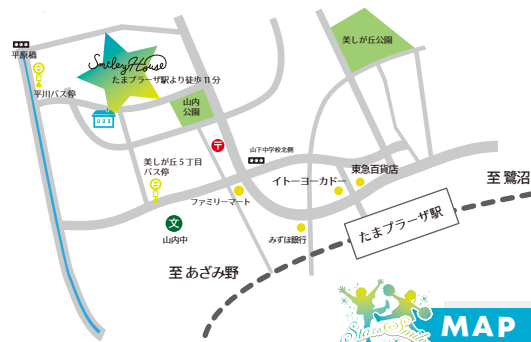 平原橋
美しが丘公園
Smiley House
たまプラーザ駅より徒歩11分
平川バス停
山内
公園
〒
山下中学校北側
美しが丘5丁目
バス停
イトーヨーカドー
東急百貨店
至 鷺沼
ファミリーマート
文
山内中
みずほ銀行
たまプラーザ駅
至 あざみ野
Stars Smile
MAP